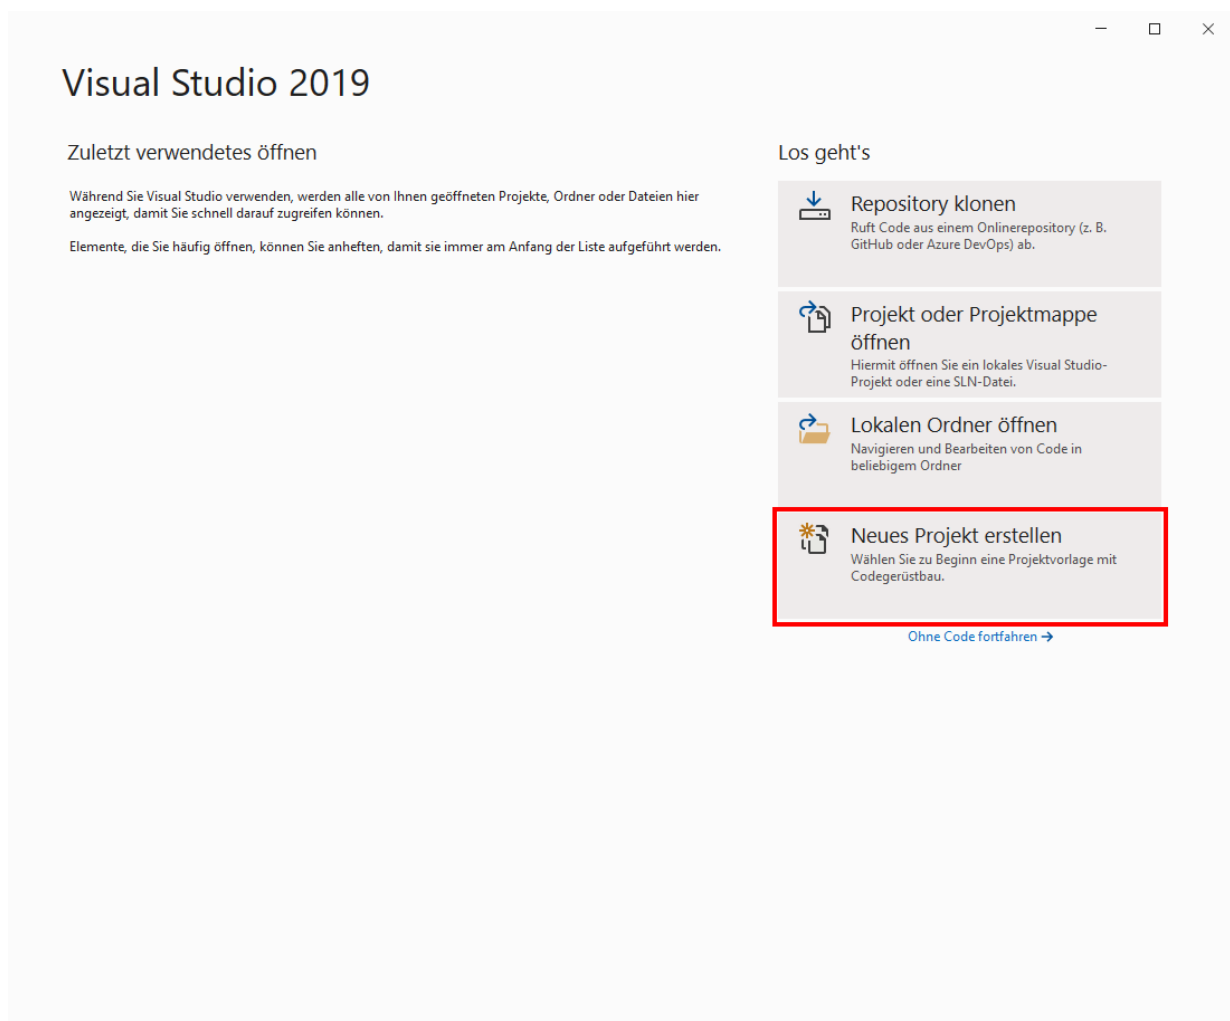 Visual Studio 2019
Zuletzt verwendetes öffnen
Während Sie Visual Studio verwenden, werden alle von Ihnen geöffneten Projekte, Ordner oder Dateien hier
angezeigt, damit Sie schnell darauf zugreifen können.
Elemente, die Sie häufig öffnen, können Sie anheften, damit sie immer am Anfang der Liste aufgeführt werden.
Los geht's
Repository klonen
Ruft Code aus einem Onlinerepository (z. B.
GitHub oder Azure DevOps) ab.
Projekt oder Projektmappe
öffnen
Hiermit öffnen Sie ein lokales Visual Studio-
Projekt oder eine SLN-Datei.
Lokalen Ordner öffnen
Navigieren und Bearbeiten von Code in
beliebigem Ordner
Neues Projekt erstellen
Wählen Sie zu Beginn eine Projektvorlage mit
Codegerüstbau.
Ohne Code fortfahren →